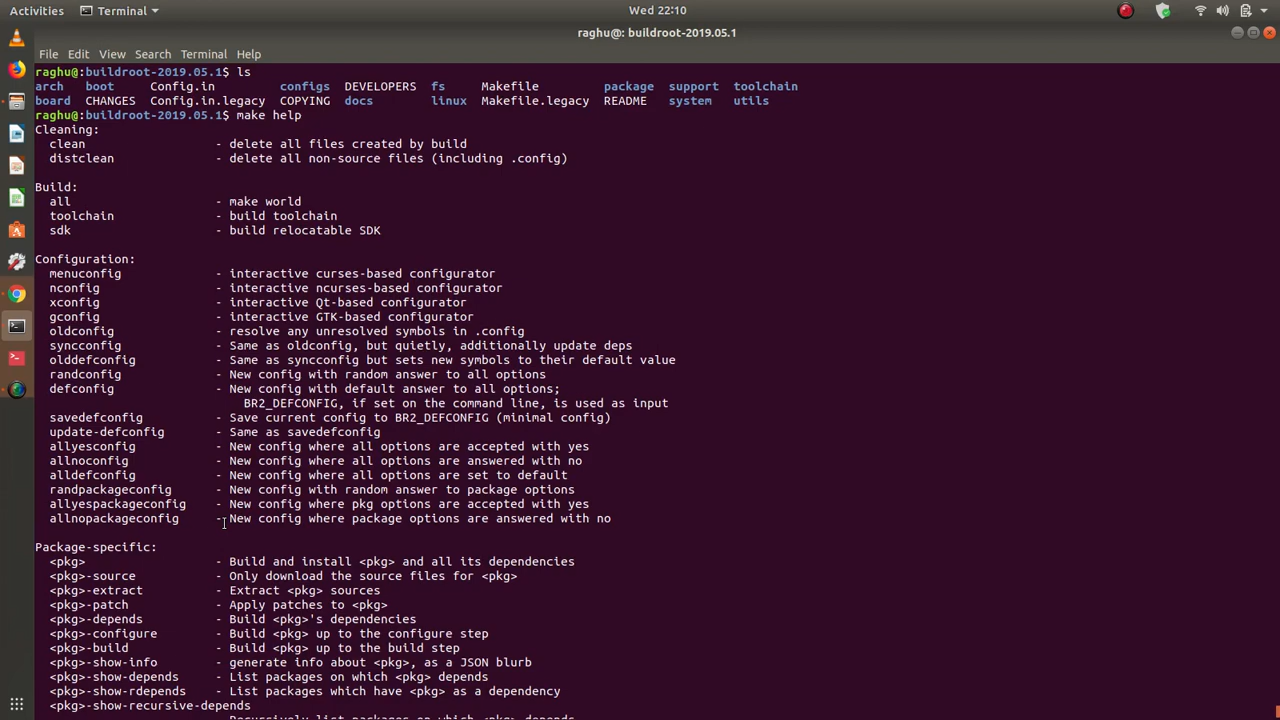 Activities Terminal Wed 22:10
raghu@: buildroot-2019.05.1
File Edit View Search Terminal Help
raghu@:buildroot-2019.05.1$ ls
arch boot Config.in configs DEVELOPERS fs Makefile package support toolchain
board CHANGES Config.in.legacy COPYING docs linux Makefile.legacy README system utils
raghu@:buildroot-2019.05.1$ make help
Cleaning:
clean - delete all files created by build
distclean - delete all non-source files (including .config)
Build:
all - make world
toolchain - build toolchain
sdk - build relocatable SDK
Configuration:
menuconfig - interactive curses-based configurator
nconfig - interactive ncurses-based configurator
xconfig - interactive Qt-based configurator
gconfig - interactive GTK-based configurator
oldconfig - resolve any unresolved symbols in .config
syncconfig - Same as oldconfig, but quietly, additionally update deps
olddefconfig - Same as syncconfig but sets new symbols to their default value
randconfig - New config with random answer to all options
defconfig - New config with default answer to all options;
BR2_DEFCONFIG, if set on the command line, is used as input
savedefconfig - Save current config to BR2_DEFCONFIG (minimal config)
update-defconfig - Same as savedefconfig
allyesconfig - New config where all options are accepted with yes
allnoconfig - New config where all options are answered with no
alldefconfig - New config where all options are set to default
randpackageconfig - New config with random answer to package options
allyespackageconfig - New config where pkg options are accepted with yes
allnopackageconfig - New config where package options are answered with no
Package-specific:
<pkg> - Build and install <pkg> and all its dependencies
<pkg>-source - Only download the source files for <pkg>
<pkg>-extract - Extract <pkg> sources
<pkg>-patch - Apply patches to <pkg>
<pkg>-depends - Build <pkg>'s dependencies
<pkg>-configure - Build <pkg> up to the configure step
<pkg>-build - Build <pkg> up to the build step
<pkg>-show-info - generate info about <pkg>, as a JSON blurb
<pkg>-show-depends - List packages on which <pkg> depends
<pkg>-show-rdepends - List packages which have <pkg> as a dependency
<pkg>-show-recursive-depends
- Recursively list packages on which <pkg> depends